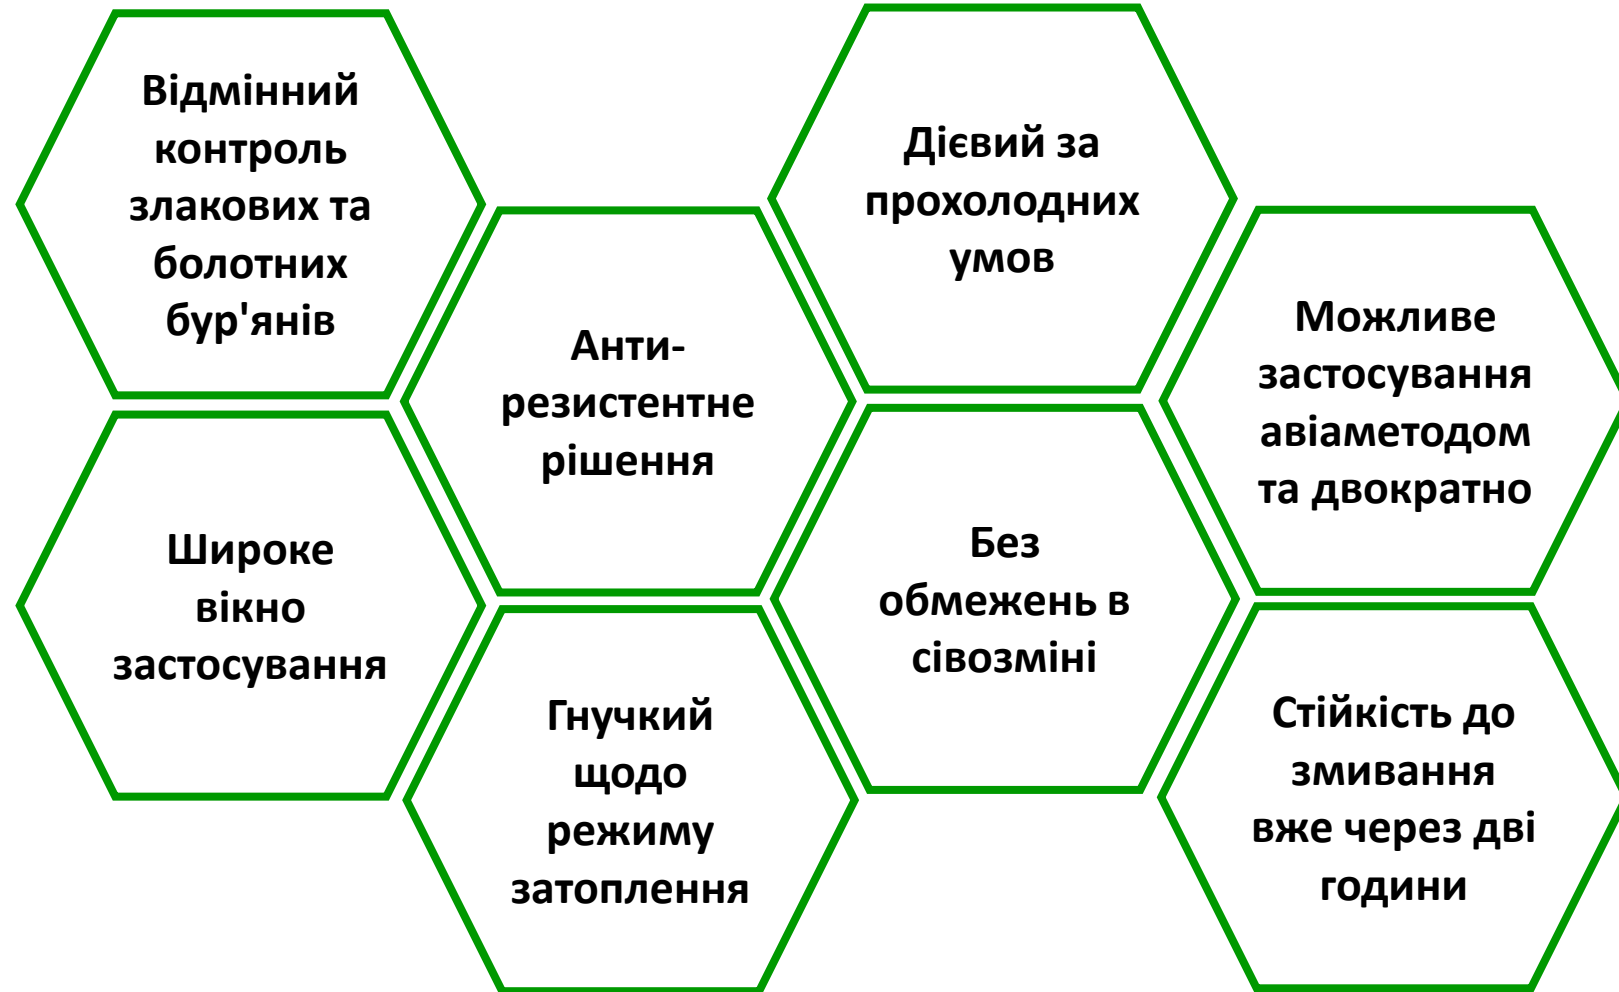 Відмінний
контроль
злакових та
болотних
бур'янів
Широке
вікно
застосування
Анти-
резистентне
рішення
Гнучкий
щодо
режиму
затоплення
Дієвий за
прохолодних
умов
Без
обмежень в
сівозміні
Можливе
застосування
авіаметодом
та двократно
Стійкість до
змивання
вже через дві
години